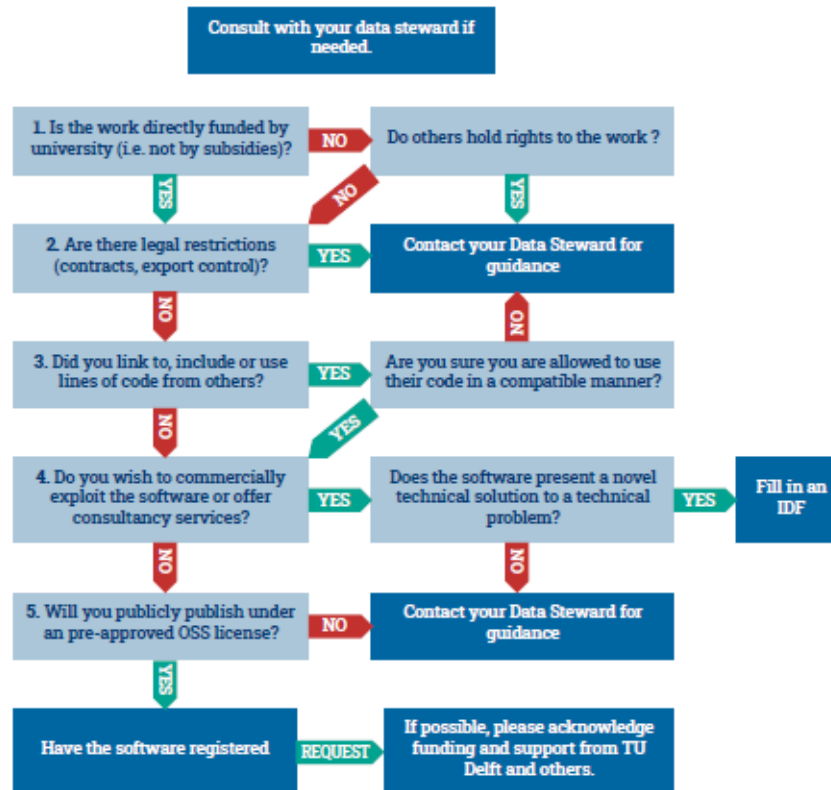 Consult with your data steward if
needed.
1. Is the work directly funded by
university (i.e. not by subsidies)?
NO
Do others hold rights to the work ?
YES
NO
YES
2. Are there legal restrictions
(contracts, export control)?
YES
Contact your Data Steward for
guidance
NO
NO
3. Did you link to, include or use
lines of code from others?
YES
Are you sure you are allowed to use
their code in a compatible manner?
NO
YES
4. Do you wish to commercially
exploit the software or offer
consultancy services?
YES
Does the software present a novel
technical solution to a technical
problem?
YES
Fill in an
IDF
NO
NO
5. Will you publicly publish under
an pre-approved OSS license?
NO
Contact your Data Steward for
guidance
YES
Have the software registered
REQUEST
If possible, please acknowledge
funding and support from TU
Delft and others.